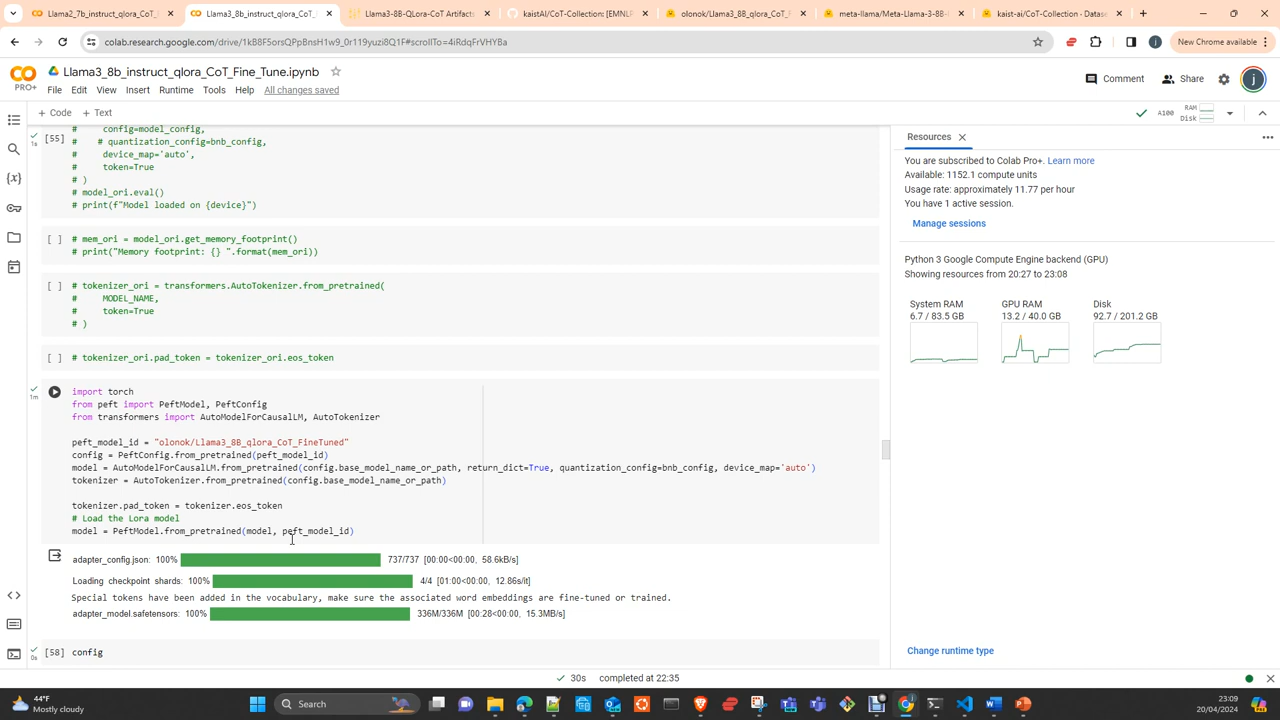 Llama2_7b_instruct_qlora_CoT_
Llama3_8b_instruct_qlora_CoT_
Llama3-8B-QLora-CoT Artifacts
kaistAI/CoT-Collection: [EMNLP
olonok/Llama3_8B_qlora_CoT_F
meta-llama/Meta-Llama-3-8B-
kaist-ai/CoT-Collection · Datase
New Chrome available
Llama3_8b_instruct_qlora_CoT_Fine_Tune.ipynb
PRO+
File Edit View Insert Runtime Tools Help All changes saved
Comment
Share
j
+ Code + Text
A100
RAM
Disk
[55]
# config=model_config,
# # quantization_config=bnb_config,
# device_map='auto',
# token=True
# )
# model_ori.eval()
# print(f"Model loaded on {device}")
1s
[ ] # mem_ori = model_ori.get_memory_footprint()
# print("Memory footprint: {} ".format(mem_ori))
[ ] # tokenizer_ori = transformers.AutoTokenizer.from_pretrained(
# MODEL_NAME,
# token=True
# )
[ ] # tokenizer_ori.pad_token = tokenizer_ori.eos_token
1m
import torch
from peft import PeftModel, PeftConfig
from transformers import AutoModelForCausalLM, AutoTokenizer
peft_model_id = "olonok/Llama3_8B_qlora_CoT_FineTuned"
config = PeftConfig.from_pretrained(peft_model_id)
model = AutoModelForCausalLM.from_pretrained(config.base_model_name_or_path, return_dict=True, quantization_config=bnb_config, device_map='auto')
tokenizer = AutoTokenizer.from_pretrained(config.base_model_name_or_path)
tokenizer.pad_token = tokenizer.eos_token
# Load the Lora model
model = PeftModel.from_pretrained(model, peft_model_id)
adapter_config.json: 100% 737/737 [00:00<00:00, 58.6kB/s]
Loading checkpoint shards: 100% 4/4 [01:00<00:00, 12.86s/it]
Special tokens have been added in the vocabulary, make sure the associated word embeddings are fine-tuned or trained.
adapter_model.safetensors: 100% 336M/336M [00:28<00:00, 15.3MB/s]
0s
[58] config
30s completed at 22:35
Resources
You are subscribed to Colab Pro+. Learn more
Available: 1152.1 compute units
Usage rate: approximately 11.77 per hour
You have 1 active session.
Manage sessions
Python 3 Google Compute Engine backend (GPU)
Showing resources from 20:27 to 23:08
System RAM
6.7 / 83.5 GB
GPU RAM
13.2 / 40.0 GB
Disk
92.7 / 201.2 GB
Change runtime type
44°F
Mostly cloudy
Search
23:09
20/04/2024